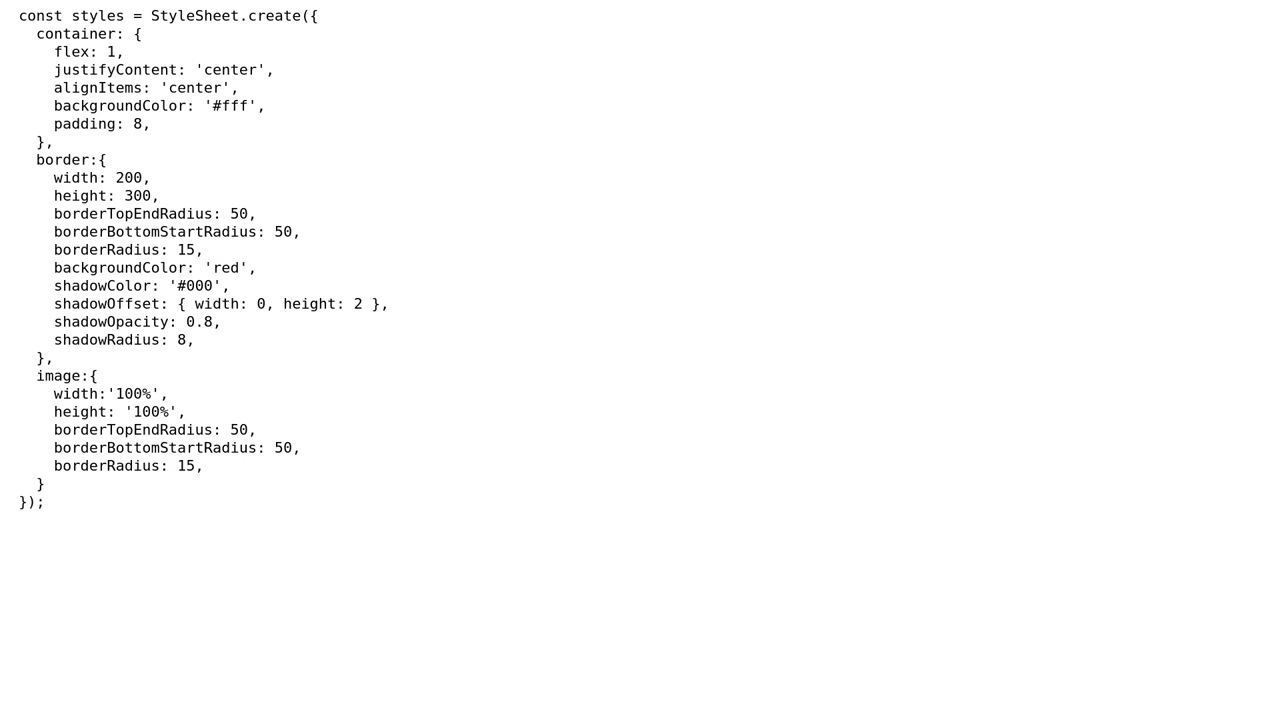 const styles = StyleSheet.create({
  container: {
    flex: 1,
    justifyContent: 'center',
    alignItems: 'center',
    backgroundColor: '#fff',
    padding: 8,
  },
  border:{
    width: 200,
    height: 300,
    borderTopEndRadius: 50,
    borderBottomStartRadius: 50,
    borderRadius: 15,
    backgroundColor: 'red',
    shadowColor: '#000',
    shadowOffset: { width: 0, height: 2 },
    shadowOpacity: 0.8,
    shadowRadius: 8,
  },
  image:{
    width:'100%',
    height: '100%',
    borderTopEndRadius: 50,
    borderBottomStartRadius: 50,
    borderRadius: 15,
  }
});